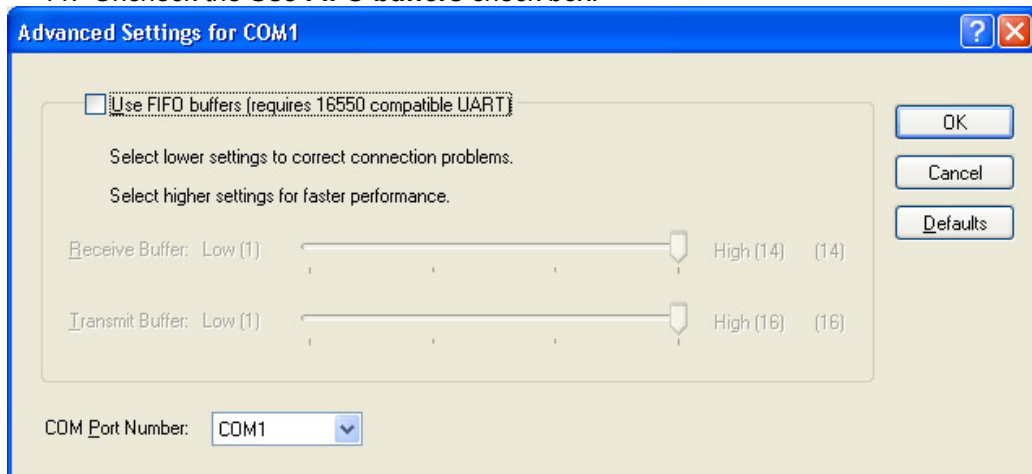 Advanced Settings for COM1
Use FIFO buffers (requires 16550 compatible UART)
OK
Select lower settings to correct connection problems.
Cancel
Select higher settings for faster performance.
Defaults
Receive Buffer: Low (1) High (14) (14)
Transmit Buffer: Low (1) High (16) (16)
COM Port Number: COM1